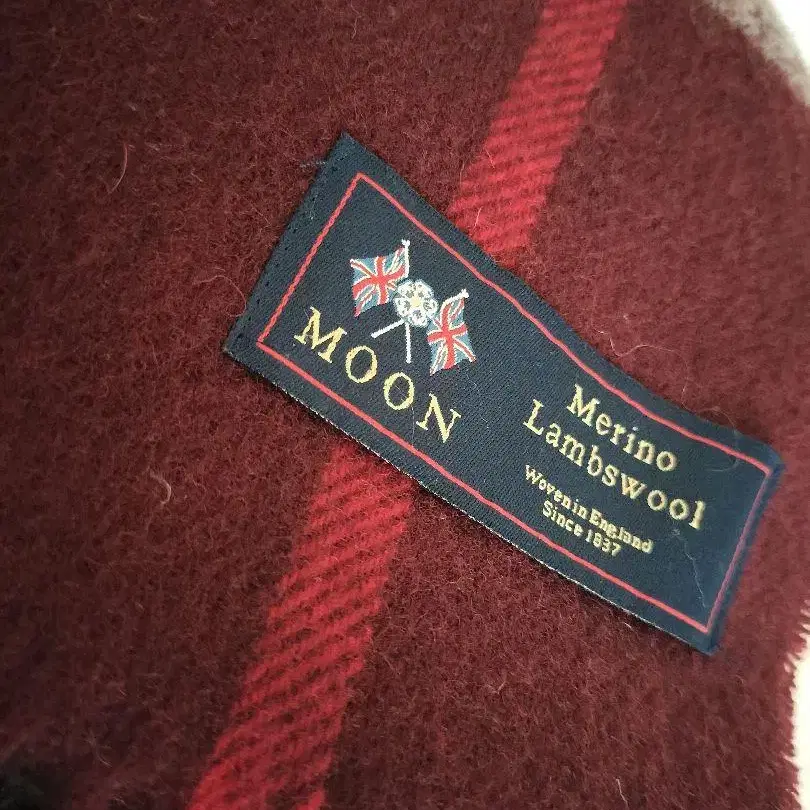 MOON
Merino
Lambswool
Woven in England
Since 1837